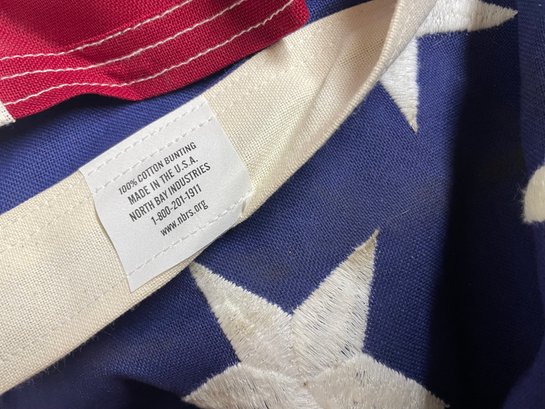 100% COTTON BUNTING
MADE IN THE U.S.A.
NORTH BAY INDUSTRIES
1-800-201-1911
www.nbrs.org